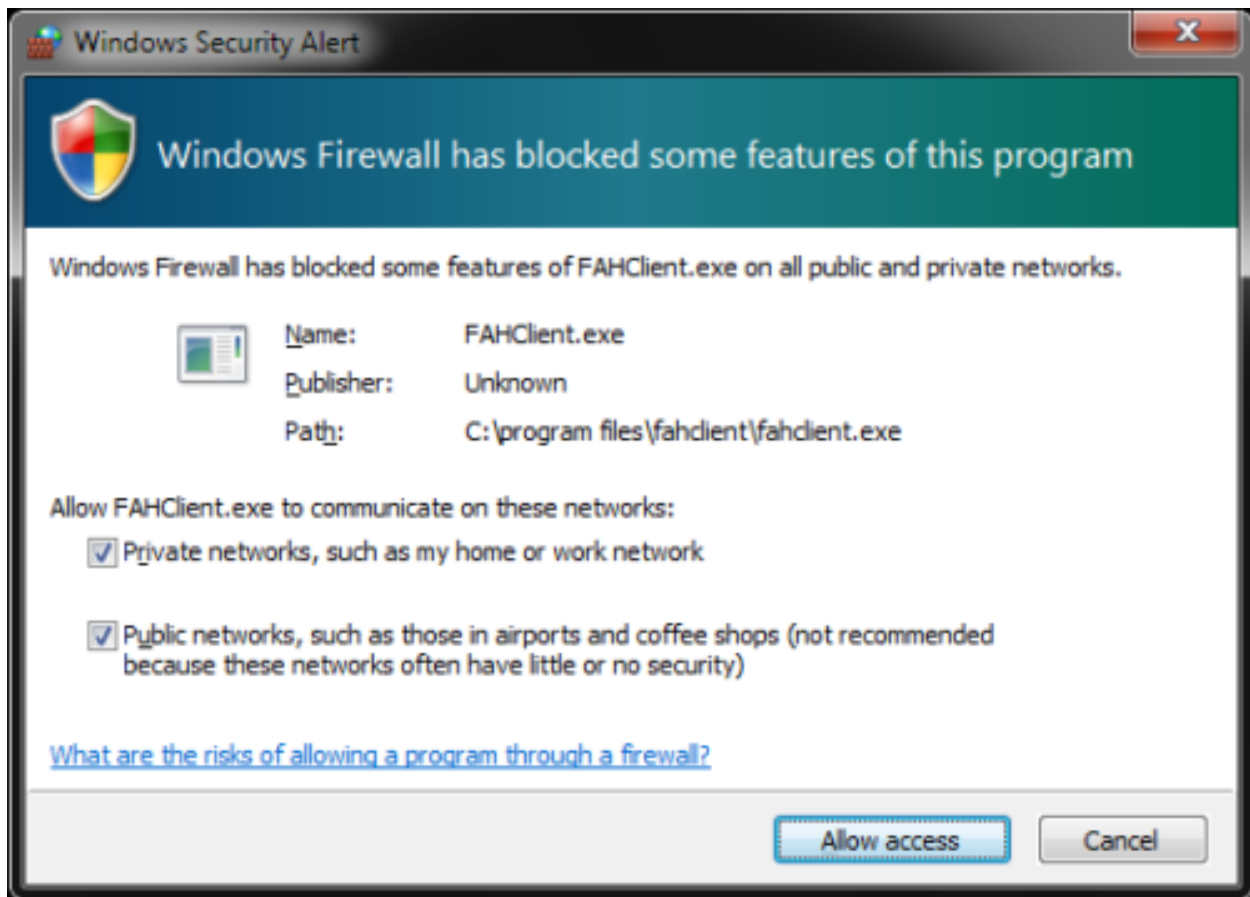 Windows Security Alert
Windows Firewall has blocked some features of this program
Windows Firewall has blocked some features of FAHClient.exe on all public and private networks.
Name: FAHClient.exe
Publisher: Unknown
Path: C:\program files\fahclient\fahclient.exe
Allow FAHClient.exe to communicate on these networks:
Private networks, such as my home or work network
Public networks, such as those in airports and coffee shops (not recommended
because these networks often have little or no security)
What are the risks of allowing a program through a firewall?
Allow access Cancel